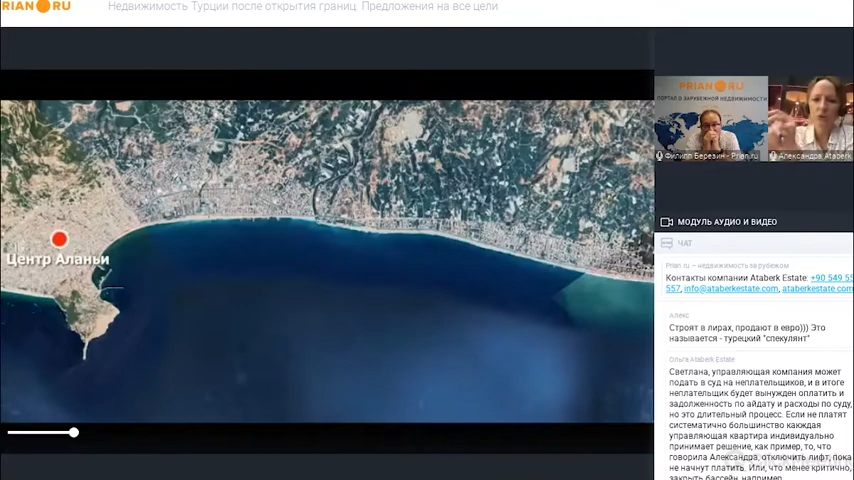 RIAN RU
Недвижимость Турции после открытия границ. Предложения на все цели
PRIAN RU
ПОРТАЛ О ЗАРУБЕЖНОЙ НЕДВИЖИМОСТИ
Филипп Березин - Prian.ru
Александра Ataberk
Центр Аланьи
МОДУЛЬ АУДИО И ВИДЕО
ЧАТ
Prian.ru — недвижимость за рубежом
Контакты компании Ataberk Estate: +90 549 55
557, info@ataberkestate.com, ataberkestate.com
Алекс
Строят в лирах, продают в евро))) Это
называется - турецкий "спекулянт"
Ольга Ataberk Estate
Светлана, управляющая компания может
подать в суд на неплательщиков, и в итоге
неплательщик будет вынужден оплатить и
задолженность по айдату и расходы по суду,
но это длительный процесс. Если не платят
систематично большинство какждая
управляющая квартира индивидуально
принимает решение, как пример, то, что
говорила Александра, отключить лифт, пока
не начнут платить. Или, что менее критично,
закрыть бассейн, например.